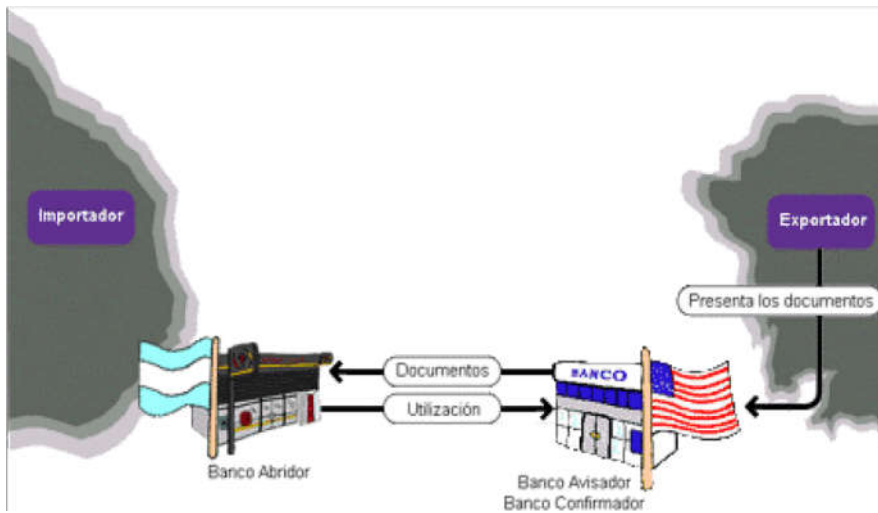 Importador
Exportador
Presenta los documentos
Documentos
BANCO
Utilización
Banco Abridor
Banco Avisador
Banco Confirmador